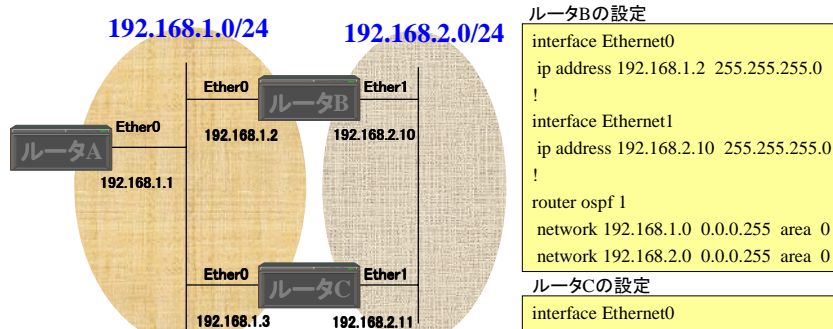 192.168.1.0/24
192.168.2.0/24
Ether0
ルータB
Ether1
192.168.1.2
192.168.2.10
ルータA
Ether0
192.168.1.1
Ether0
ルータC
Ether1
192.168.1.3
192.168.2.11
ルータBの設定
interface Ethernet0
ip address 192.168.1.2 255.255.255.0
!
interface Ethernet1
ip address 192.168.2.10 255.255.255.0
!
router ospf 1
network 192.168.1.0 0.0.0.255 area 0
network 192.168.2.0 0.0.0.255 area 0
ルータCの設定
interface Ethernet0